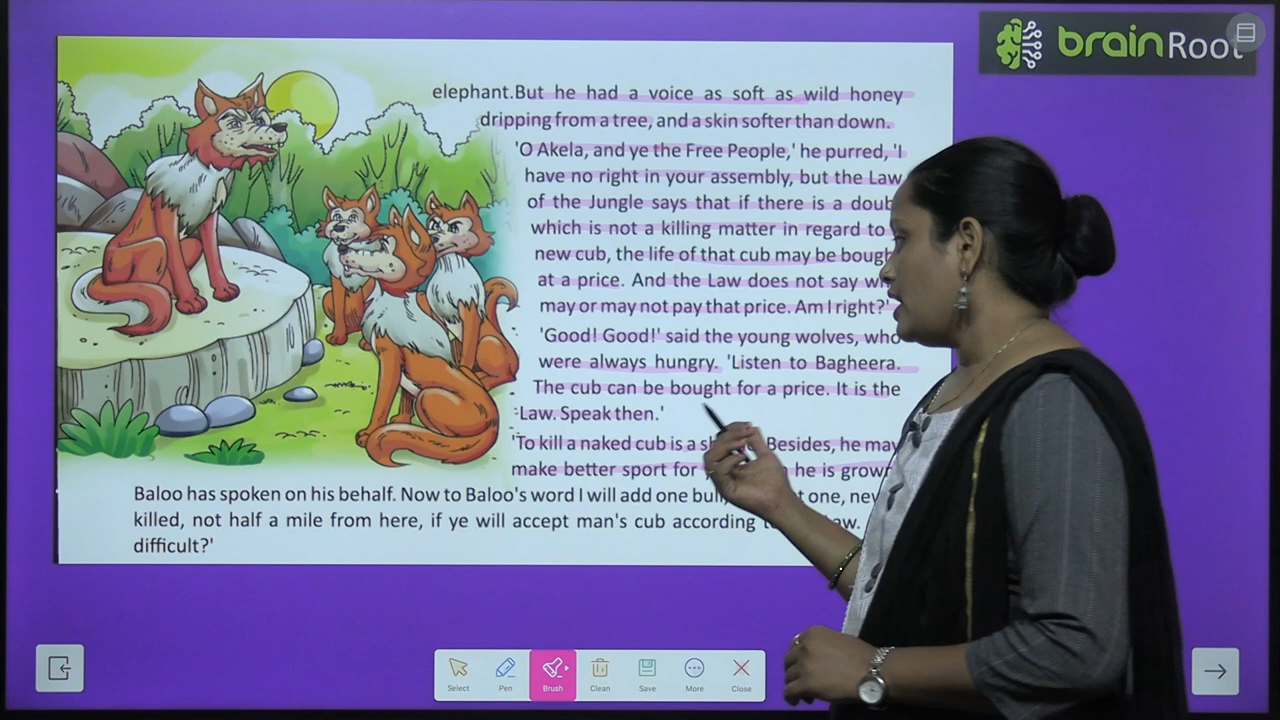 brainRoot
elephant.But he had a voice as soft as wild honey
dripping from a tree, and a skin softer than down.
'O Akela, and ye the Free People,' he purred, 'I
have no right in your assembly, but the Law
of the Jungle says that if there is a
which is not a killing matter in regard to
new cub, the life of that cub may be
at a price. And the Law does not say
may or may not pay that price. Am I right?'
'Good! Good!' said the young wolves, who
were always hungry. 'Listen to Bagheera.
The cub can be bought for a price. It is the
Law. Speak then.'
'To kill a naked cub is a Besides, he may
make better sport for he is grown
Baloo has spoken on his behalf. Now to Baloo's word I will add one bull, one,
killed, not half a mile from here, if ye will accept man's cub according
difficult?'
Select Pen Brush Clean Save More Close